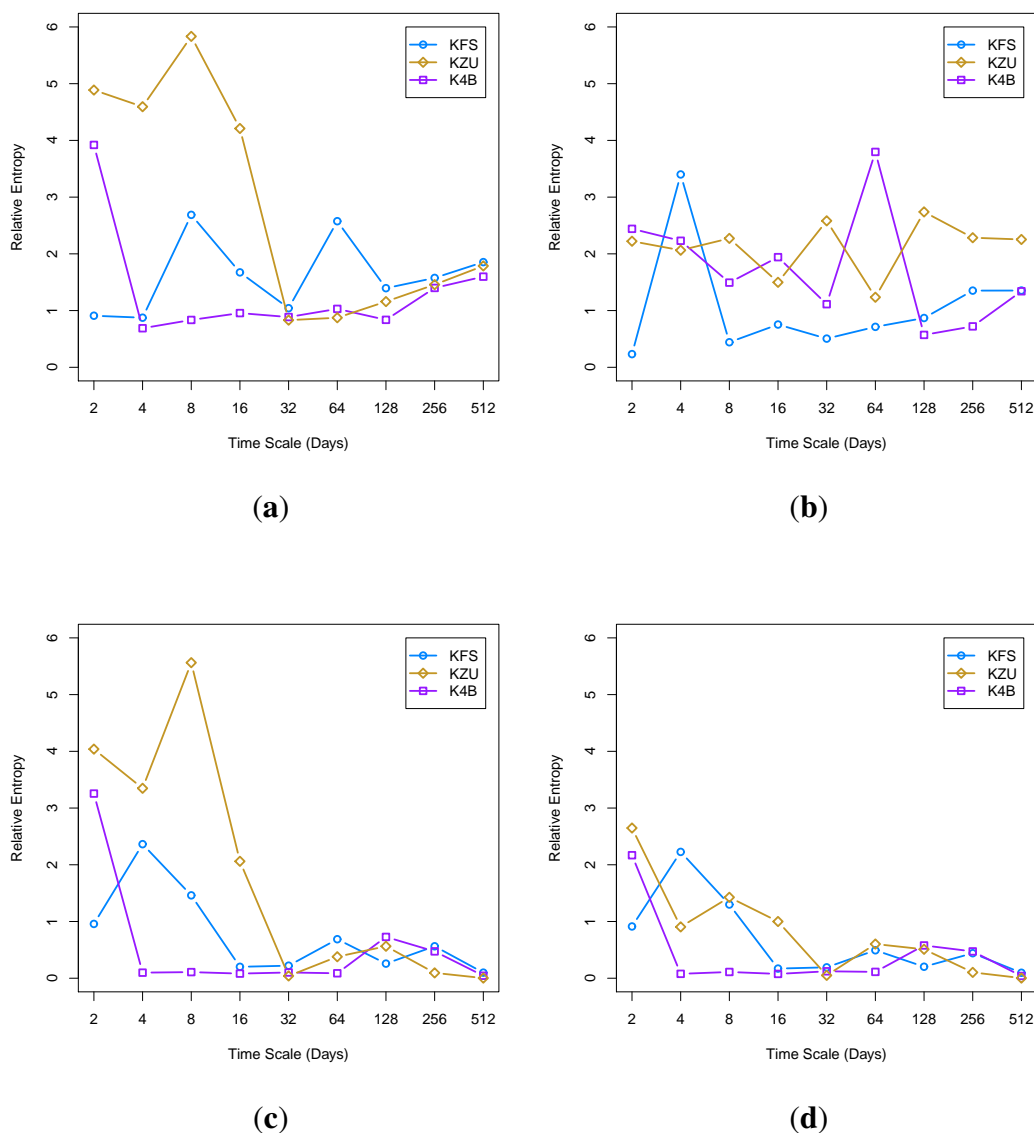 6
5
4
3
2
1
0
Relative Entropy
KFS
KZU
K4B
2 4 8 16 32 64 128 256 512
Time Scale (Days)
(a)
6
5
4
3
2
1
0
Relative Entropy
KFS
KZU
K4B
2 4 8 16 32 64 128 256 512
Time Scale (Days)
(b)
6
5
4
3
2
1
0
Relative Entropy
KFS
KZU
K4B
2 4 8 16 32 64 128 256 512
Time Scale (Days)
(c)
6
5
4
3
2
1
0
Relative Entropy
KFS
KZU
K4B
2 4 8 16 32 64 128 256 512
Time Scale (Days)
(d)